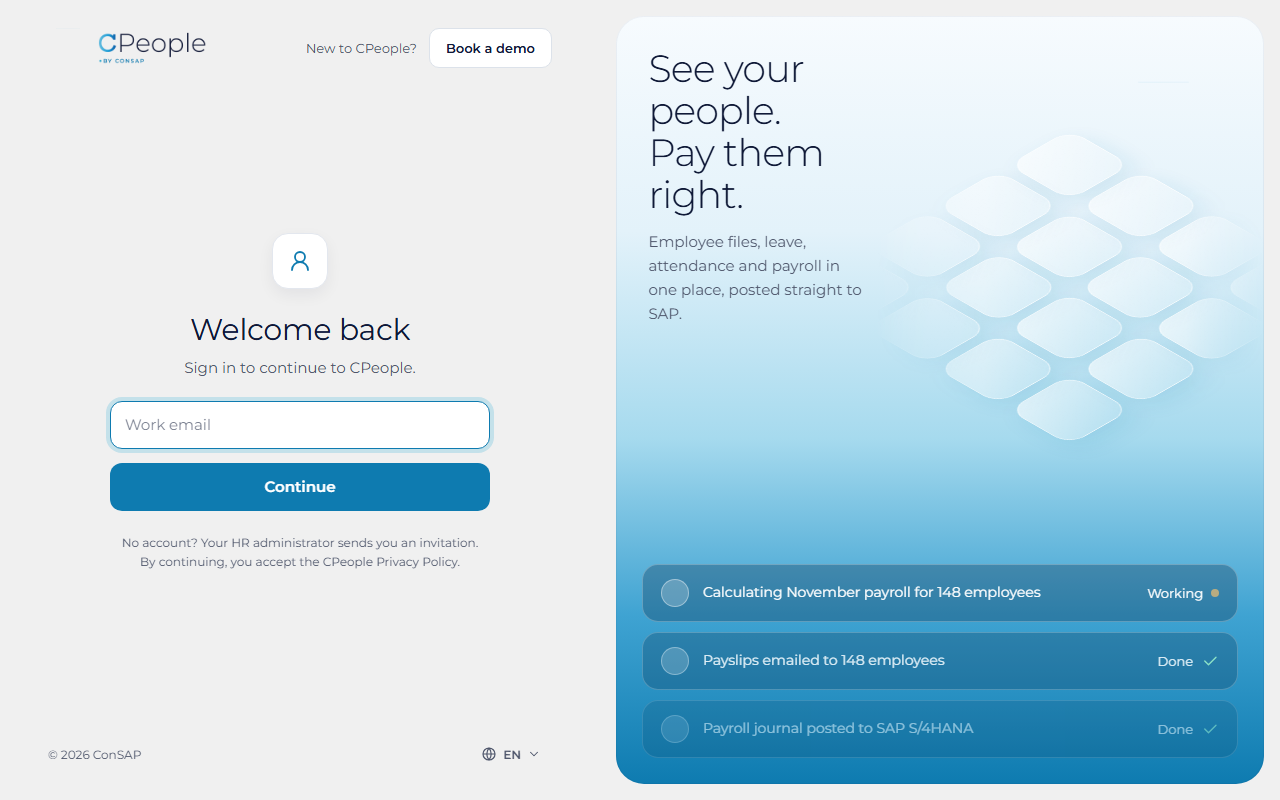 CPeople
BY CONSAP
New to CPeople?
Book a demo
Welcome back
Sign in to continue to CPeople.
Work email
Continue
No account? Your HR administrator sends you an invitation.
By continuing, you accept the CPeople Privacy Policy.
© 2026 ConSAP
EN
See your
people.
Pay them
right.
Employee files, leave,
attendance and payroll in
one place, posted straight to
SAP.
Calculating November payroll for 148 employees
Working
Payslips emailed to 148 employees
Done
Payroll journal posted to SAP S/4HANA
Done